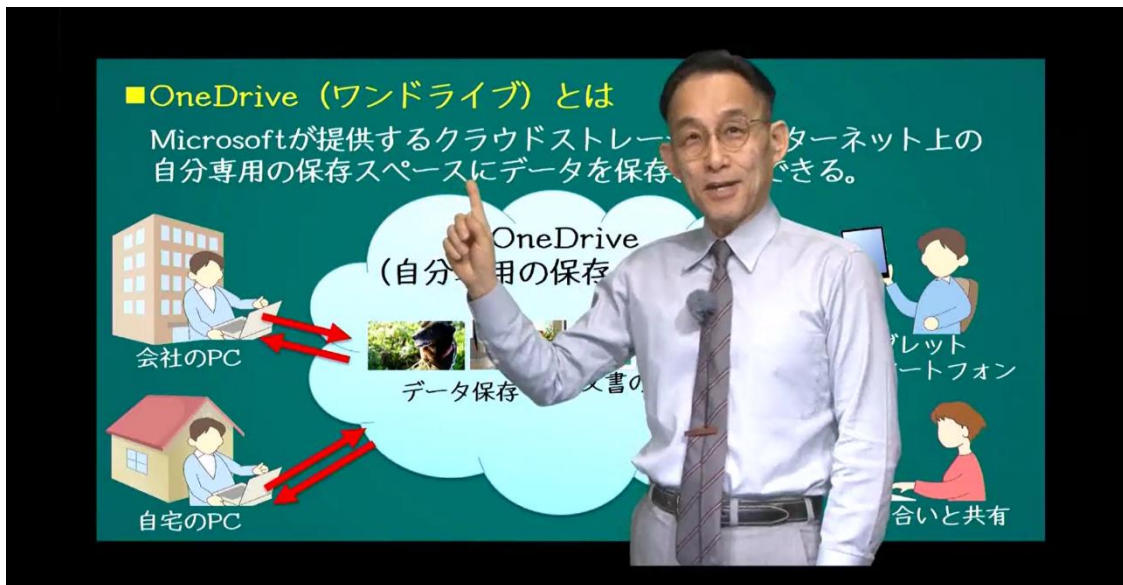 ■OneDrive（ワンドライブ）とは
Microsoftが提供するクラウドストレー ターネット上の
自分専用の保存スペースにデータを保存、 できる。
OneDrive
（自分 用の保存
会社のPC
データ保存
文書の
レット
ートフォン
自宅のPC
合いと共有